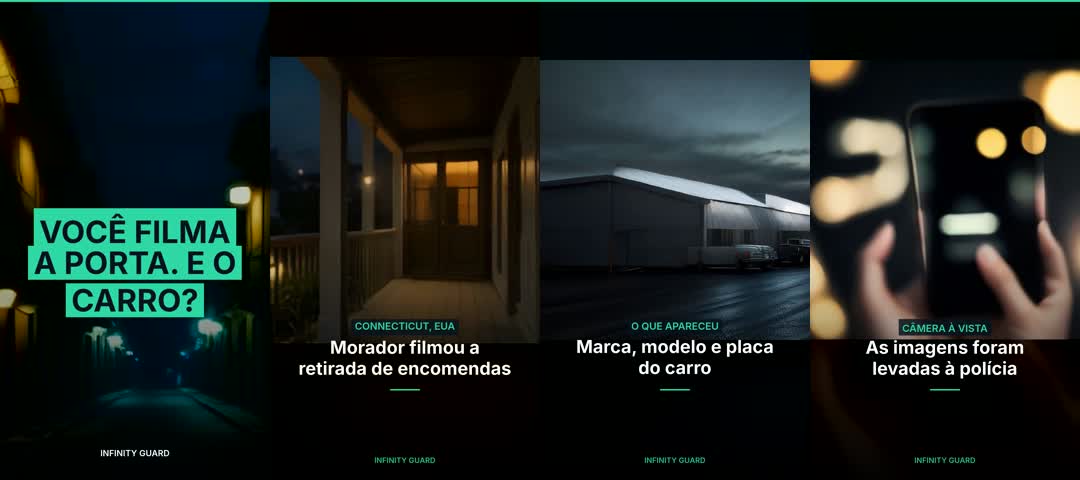 VOCÊ FILMA
A PORTA. E O
CARRO?
INFINITY GUARD
CONNECTICUT, EUA
Morador filmou a
retirada de encomendas
INFINITY GUARD
O QUE APARECEU
Marca, modelo e placa
do carro
INFINITY GUARD
CÂMERA À VISTA
As imagens foram
levadas à polícia
INFINITY GUARD